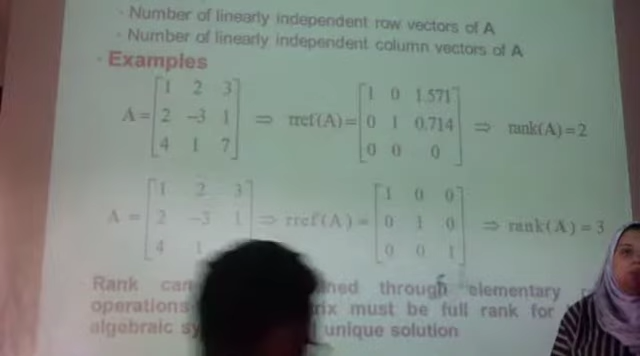 - Number of linearly independent row vectors of A
- Number of linearly independent column vectors of A
- Examples
A = [1 2 3; 2 -3 1; 4 1 7] ⇒ rref(A) = [1 0 1.571; 0 1 0.714; 0 0 0] ⇒ rank(A) = 2
A = [1 2 3; 2 -3 1; 4 1] ⇒ rref(A) = [1 0 0; 0 1 0; 0 0 1] ⇒ rank(A) = 3
Rank can through elementary
operations must be full rank for
algebraic unique solution